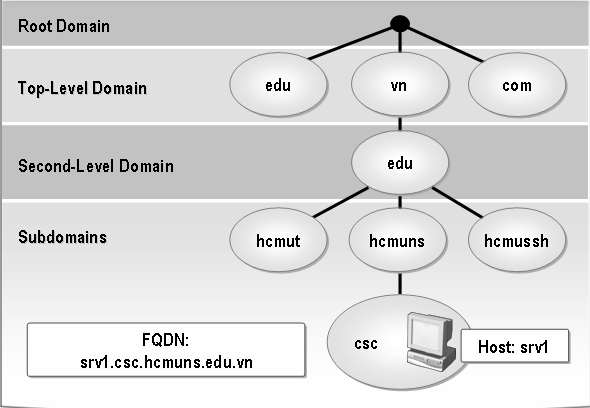 Root Domain
Top-Level Domain
edu
vn
com
Second-Level Domain
edu
Subdomains
hcmut
hcmuns
hcmussh
csc
Host: srv1
FQDN:
srv1.csc.hcmuns.edu.vn